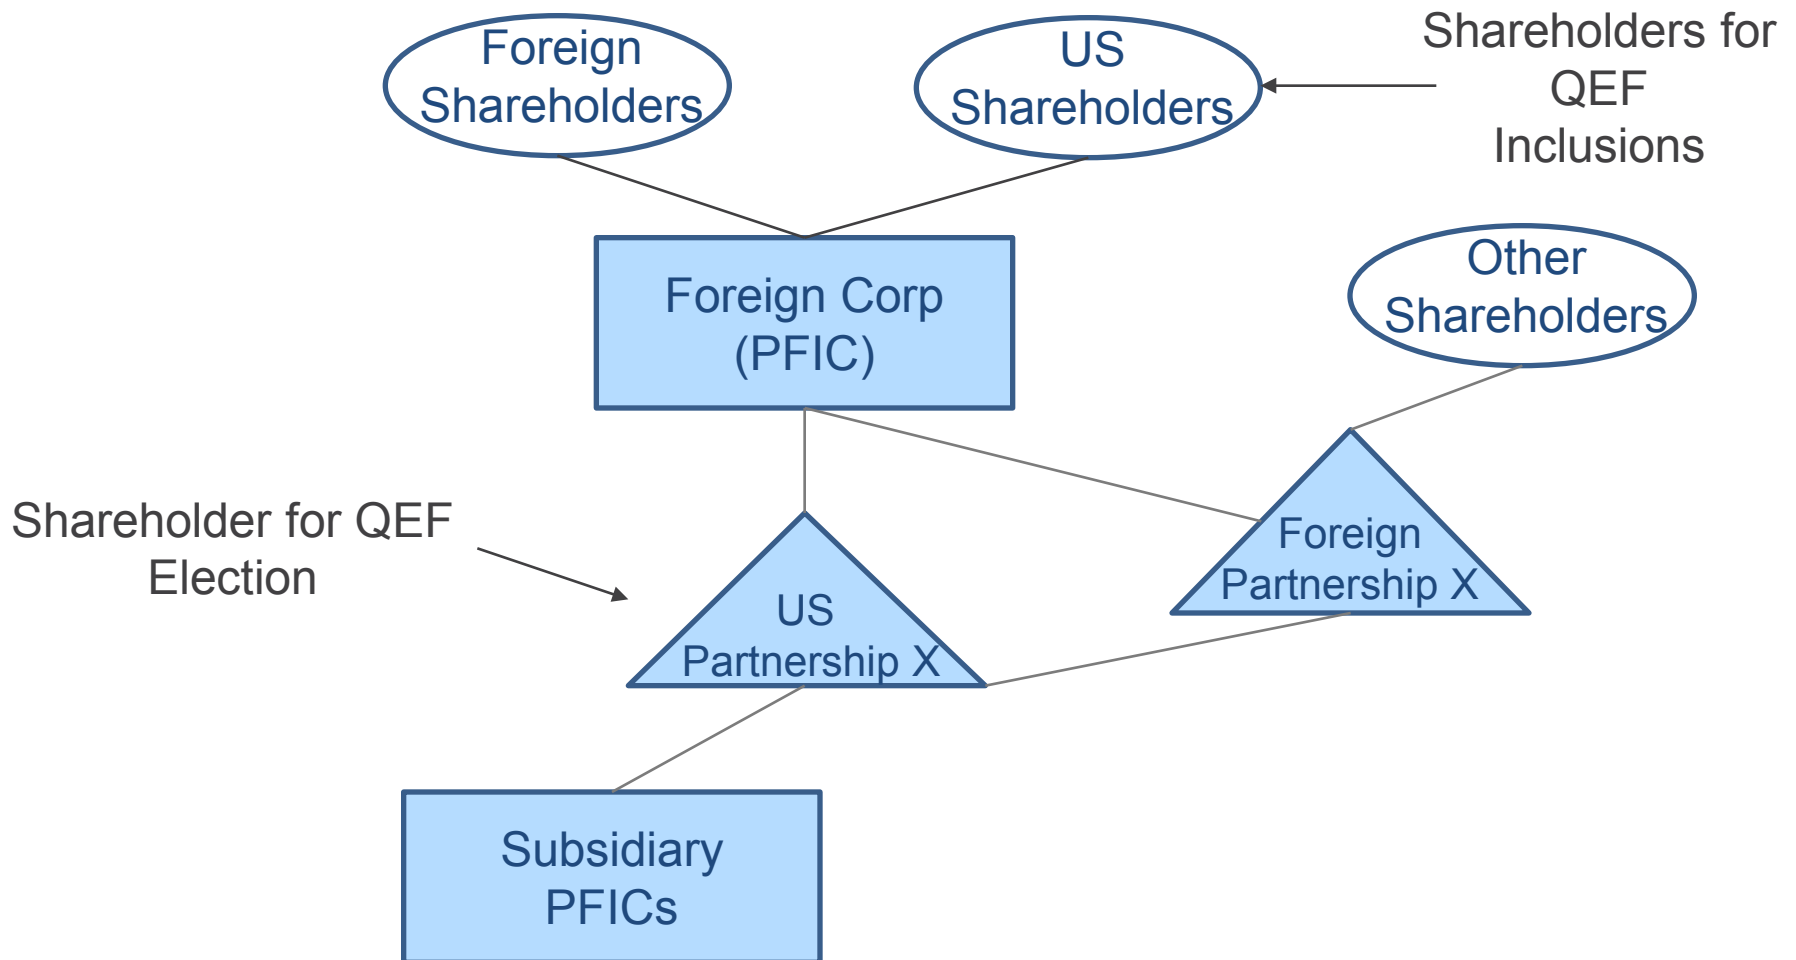 Foreign
Shareholders
US
Shareholders
Shareholders for
QEF
Inclusions
Foreign Corp
(PFIC)
Other
Shareholders
Shareholder for QEF
Election
US
Partnership X
Foreign
Partnership X
Subsidiary
PFICs